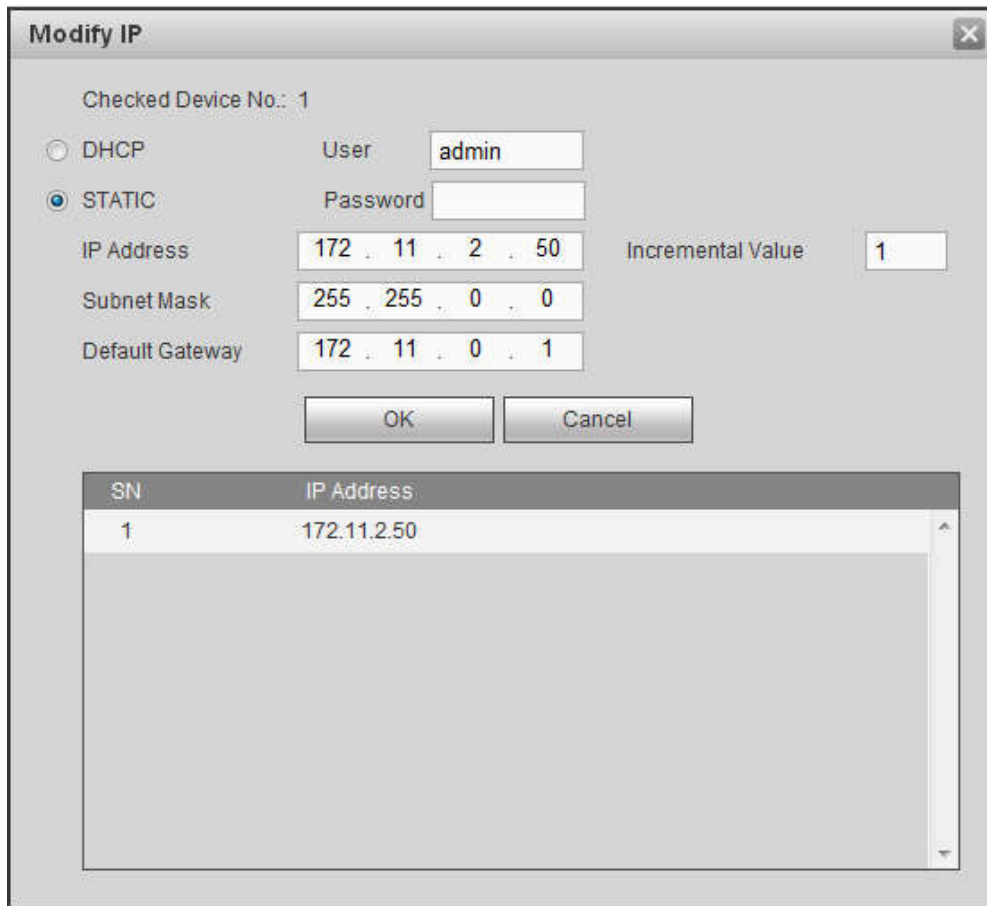 Modify IP
Checked Device No.: 1
DHCP User admin
STATIC Password
IP Address 172 . 11 . 2 . 50 Incremental Value 1
Subnet Mask 255 . 255 . 0 . 0
Default Gateway 172 . 11 . 0 . 1
OK Cancel
SN IP Address
1 172.11.2.50